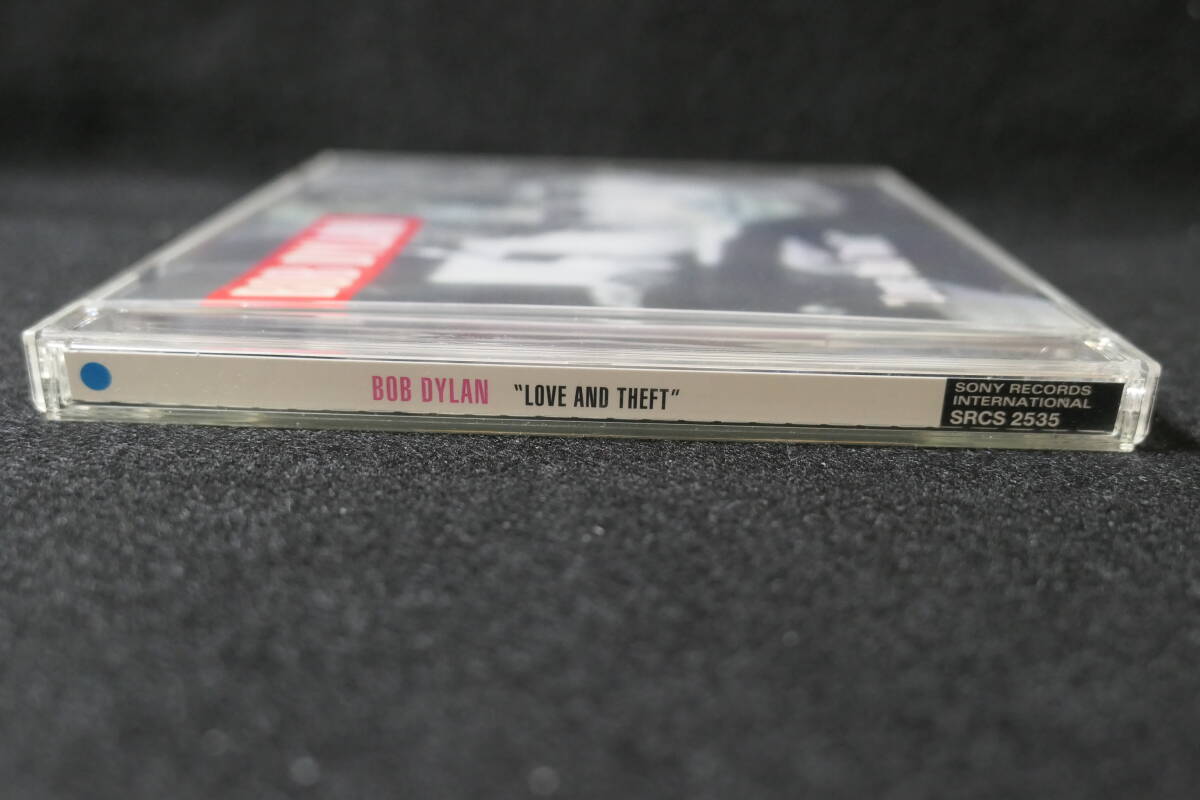 BOB DYLAN "LOVE AND THEFT"
SONY RECORDS
INTERNATIONAL
SRCS 2535